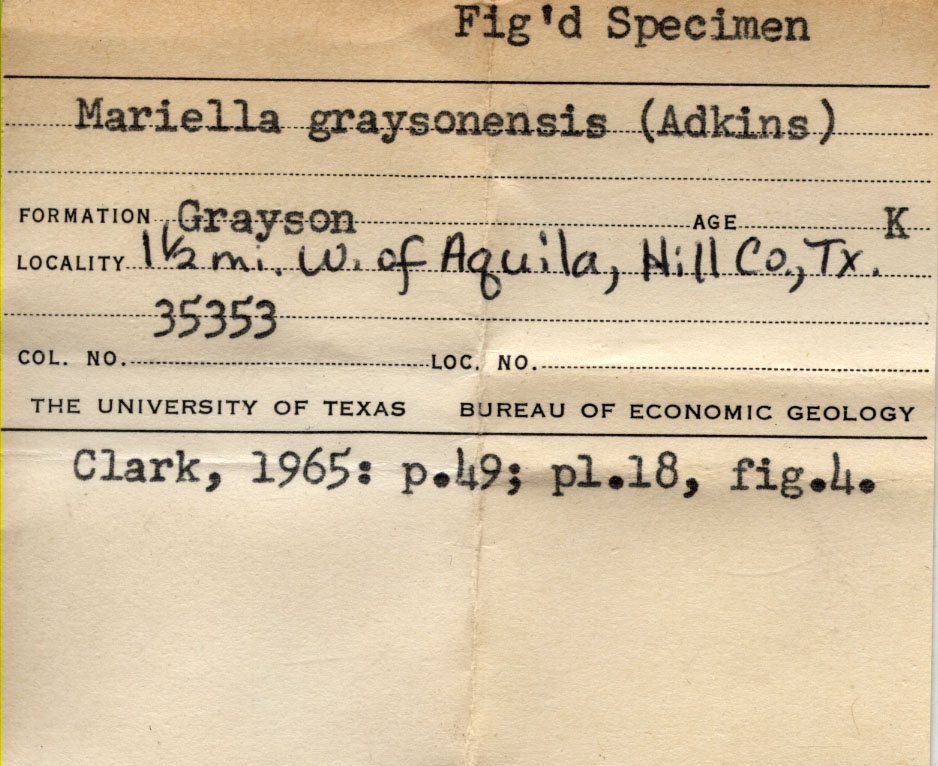 Fig'd Specimen
Mariella graysonensis (Adkins)
FORMATION Grayson AGE K
LOCALITY 1½ mi. W. of Aquila, Hill Co., Tx.
35353
COL. NO. LOC. NO.
THE UNIVERSITY OF TEXAS BUREAU OF ECONOMIC GEOLOGY
Clark, 1965: p.49; pl.18, fig.4.